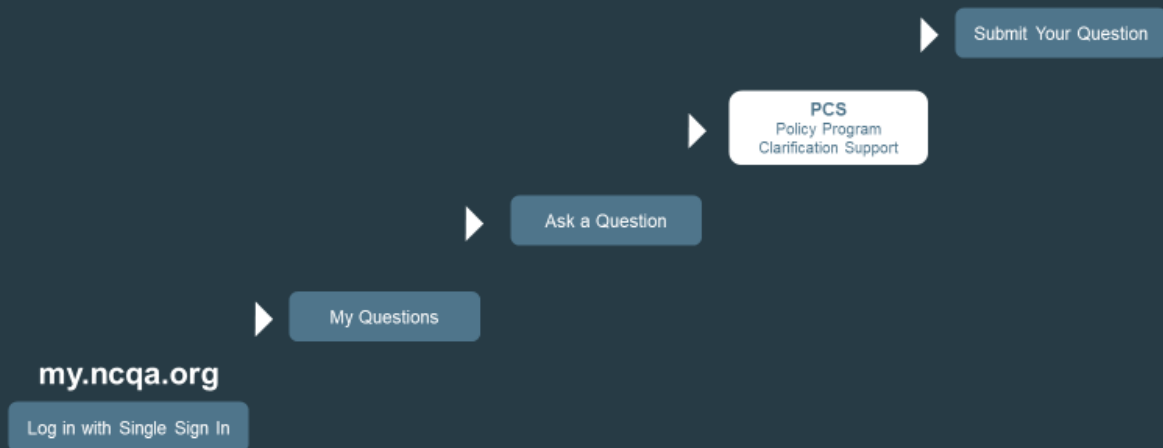 my.ncqa.org
Log in with Single Sign In
My Questions
Ask a Question
PCS
Policy Program
Clarification Support
Submit Your Question